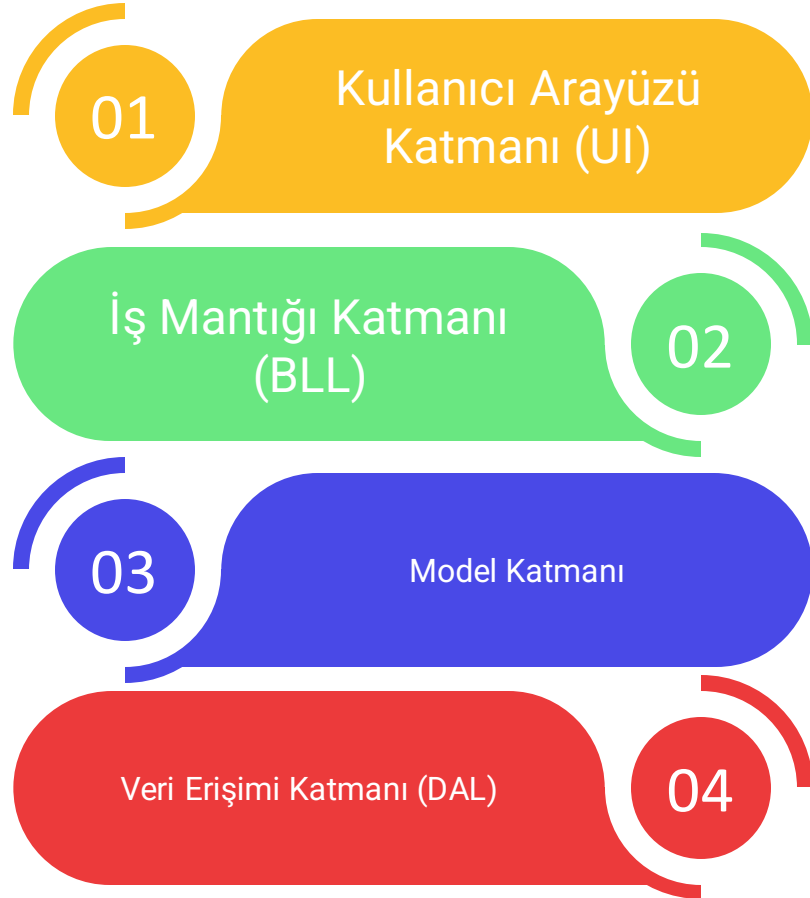 01
Kullanıcı Arayüzü
Katmanı (UI)
İş Mantığı Katmanı
(BLL)
02
03
Model Katmanı
Veri Erişimi Katmanı (DAL)
04